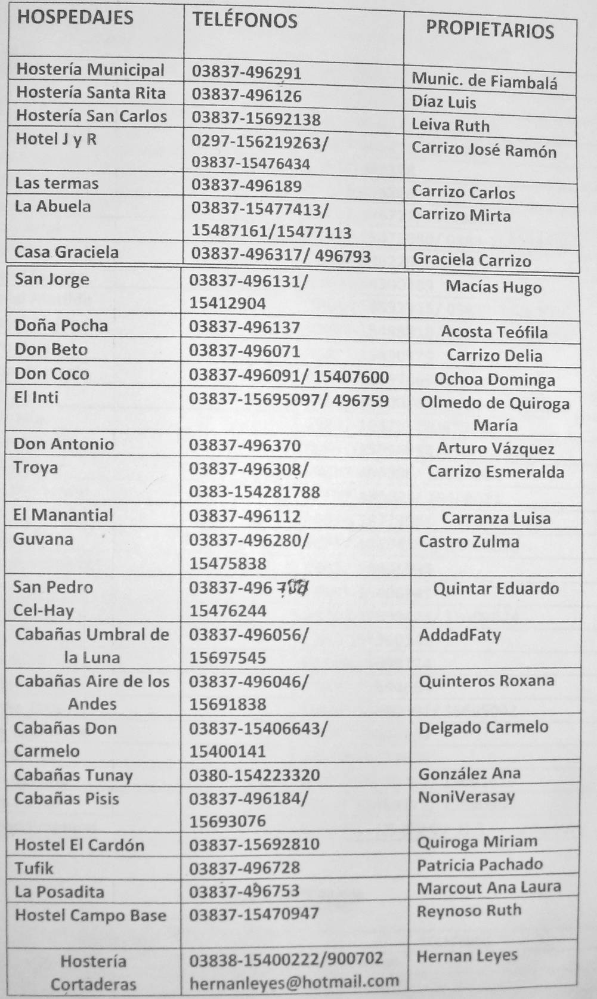 HOSPEDAJES TELÉFONOS PROPIETARIOS
Hostería Municipal 03837-496291 Munic. de Fiambalá
Hostería Santa Rita 03837-496126 Díaz Luis
Hostería San Carlos 03837-15692138 Leiva Ruth
Hotel J y R 0297-156219263/ Carrizo José Ramón
03837-15476434
Las termas 03837-496189 Carrizo Carlos
La Abuela 03837-15477413/ Carrizo Mirta
15487161/15477113
Casa Graciela 03837-496317/ 496793 Graciela Carrizo
San Jorge 03837-496131/ Macías Hugo
15412904
Doña Pocha 03837-496137 Acosta Teófila
Don Beto 03837-496071 Carrizo Delia
Don Coco 03837-496091/ 15407600 Ochoa Dominga
El Inti 03837-15695097/ 496759 Olmedo de Quiroga
María
Don Antonio 03837-496370 Arturo Vázquez
Troya 03837-496308/ Carrizo Esmeralda
0383-154281788
El Manantial 03837-496112 Carranza Luisa
Guvana 03837-496280/ Castro Zulma
15475838
San Pedro 03837-496 Quintar Eduardo
Cel-Hay 15476244
Cabañas Umbral de 03837-496056/ AddadFaty
la Luna 15697545
Cabañas Aire de los 03837-496046/ Quinteros Roxana
Andes 15691838
Cabañas Don 03837-15406643/ Delgado Carmelo
Carmelo 15400141
Cabañas Tunay 0380-154223320 González Ana
Cabañas Pisis 03837-496184/ NoniVerasay
15693076
Hostel El Cardón 03837-15692810 Quiroga Miriam
Tufik 03837-496728 Patricia Pachado
La Posadita 03837-496753 Marcout Ana Laura
Hostel Campo Base 03837-15470947 Reynoso Ruth
Hostería 03838-15400222/900702 Hernan Leyes
Cortaderas hernanleyes@hotmail.com